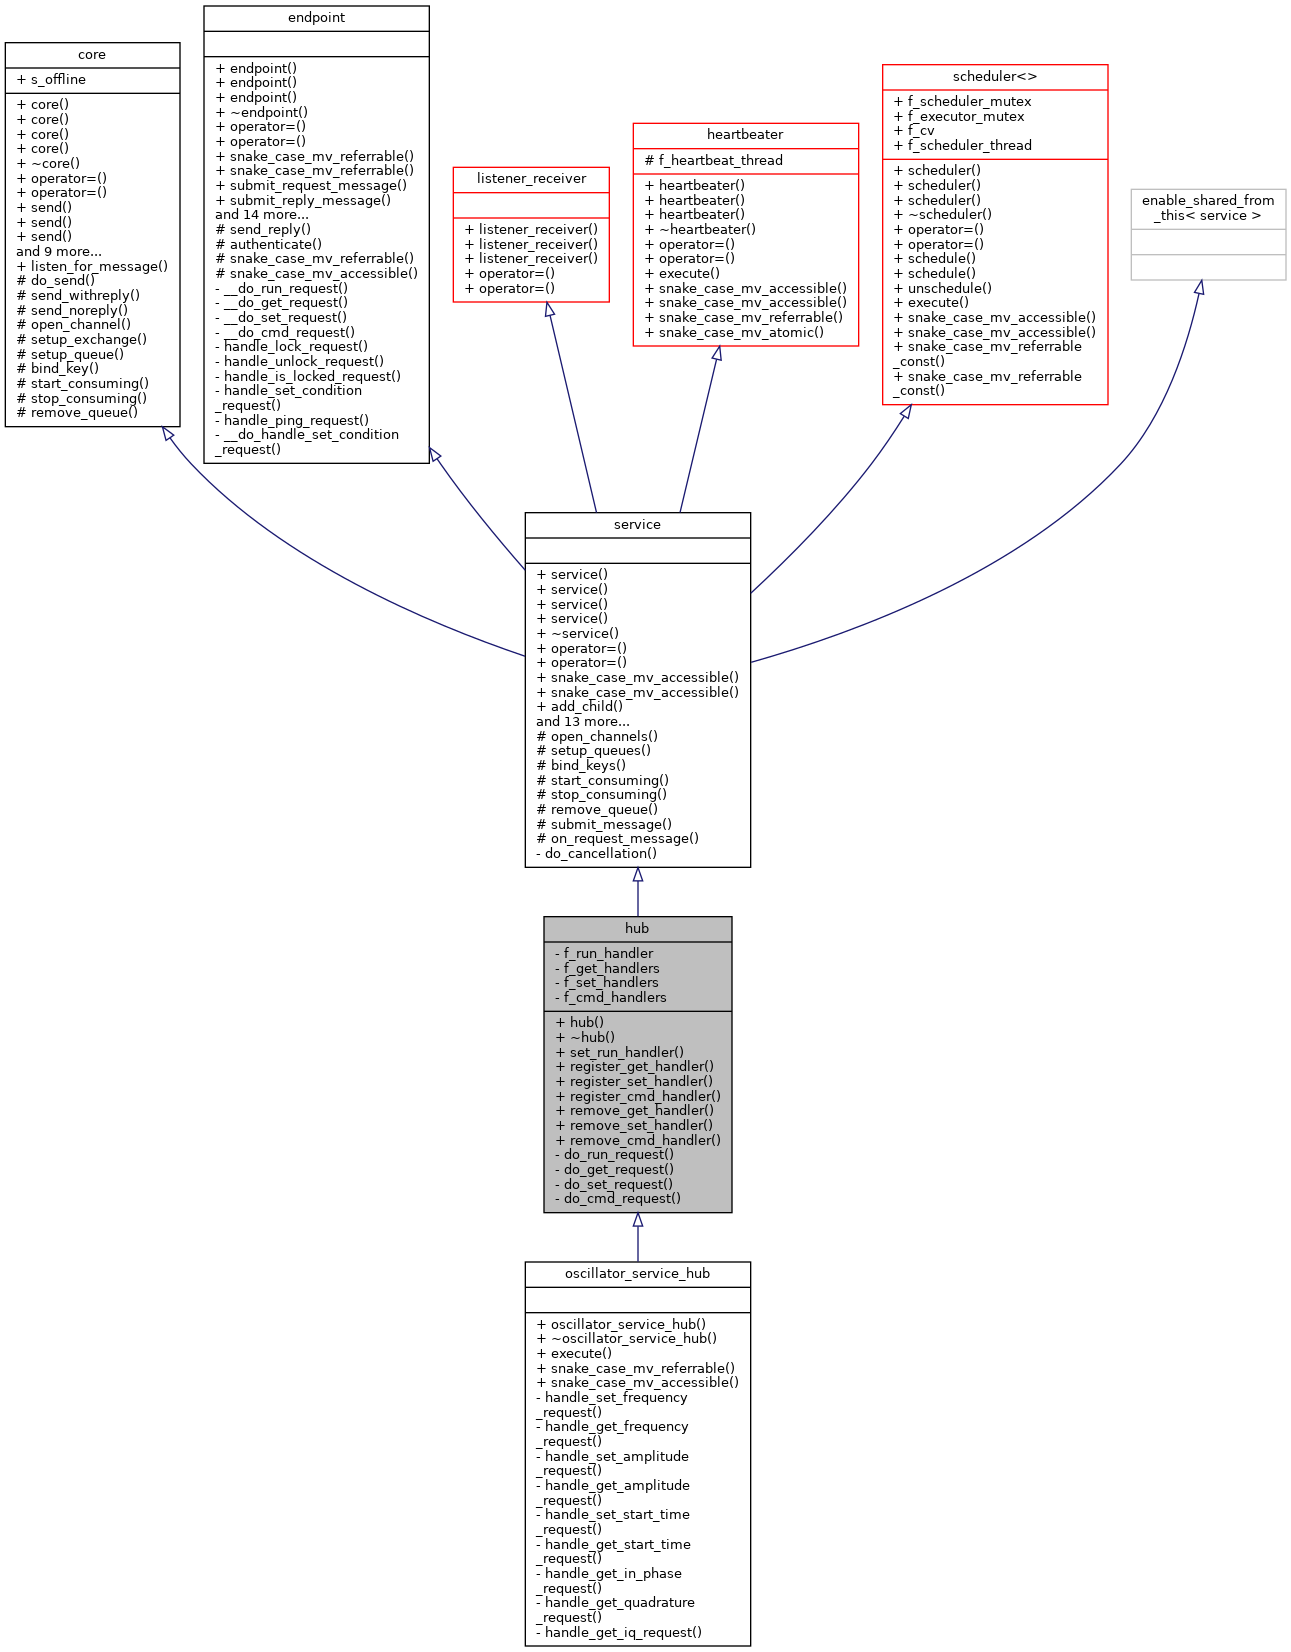 core
+ s_offline
+ core()
+ core()
+ core()
+ core()
+ ~core()
+ operator=()
+ operator=()
+ send()
+ send()
+ send()
and 9 more...
+ listen_for_message()
# do_send()
# send_withreply()
# send_noreply()
# open_channel()
# setup_exchange()
# setup_queue()
# bind_key()
# start_consuming()
# stop_consuming()
# remove_queue()
endpoint
+ endpoint()
+ endpoint()
+ endpoint()
+ ~endpoint()
+ operator=()
+ operator=()
+ snake_case_mv_referrable()
+ snake_case_mv_referrable()
+ submit_request_message()
+ submit_reply_message()
and 14 more...
# send_reply()
# authenticate()
# snake_case_mv_referrable()
# snake_case_mv_accessible()
- __do_run_request()
- __do_get_request()
- __do_set_request()
- __do_cmd_request()
- handle_lock_request()
- handle_unlock_request()
- handle_is_locked_request()
- handle_set_condition
_request()
- handle_ping_request()
- __do_handle_set_condition
_request()
listener_receiver
+ listener_receiver()
+ listener_receiver()
+ listener_receiver()
+ operator=()
+ operator=()
heartbeater
# f_heartbeat_thread
+ heartbeater()
+ heartbeater()
+ heartbeater()
+ ~heartbeater()
+ operator=()
+ operator=()
+ execute()
+ snake_case_mv_accessible()
+ snake_case_mv_accessible()
+ snake_case_mv_referrable()
+ snake_case_mv_atomic()
scheduler<>
+ f_scheduler_mutex
+ f_executor_mutex
+ f_cv
+ f_scheduler_thread
+ scheduler()
+ scheduler()
+ scheduler()
+ ~scheduler()
+ operator=()
+ operator=()
+ schedule()
+ schedule()
+ unschedule()
+ execute()
+ snake_case_mv_accessible()
+ snake_case_mv_accessible()
+ snake_case_mv_referrable
_const()
+ snake_case_mv_referrable
_const()
enable_shared_from
_this< service >
service
+ service()
+ service()
+ service()
+ service()
+ ~service()
+ operator=()
+ operator=()
+ snake_case_mv_accessible()
+ snake_case_mv_accessible()
+ add_child()
and 13 more...
# open_channels()
# setup_queues()
# bind_keys()
# start_consuming()
# stop_consuming()
# remove_queue()
# submit_message()
# on_request_message()
- do_cancellation()
hub
- f_run_handler
- f_get_handlers
- f_set_handlers
- f_cmd_handlers
+ hub()
+ ~hub()
+ set_run_handler()
+ register_get_handler()
+ register_set_handler()
+ register_cmd_handler()
+ remove_get_handler()
+ remove_set_handler()
+ remove_cmd_handler()
- do_run_request()
- do_get_request()
- do_set_request()
- do_cmd_request()
oscillator_service_hub
+ oscillator_service_hub()
+ ~oscillator_service_hub()
+ execute()
+ snake_case_mv_referrable()
+ snake_case_mv_accessible()
- handle_set_frequency
_request()
- handle_get_frequency
_request()
- handle_set_amplitude
_request()
- handle_get_amplitude
_request()
- handle_set_start_time
_request()
- handle_get_start_time
_request()
- handle_get_in_phase
_request()
- handle_get_quadrature
_request()
- handle_get_iq_request()